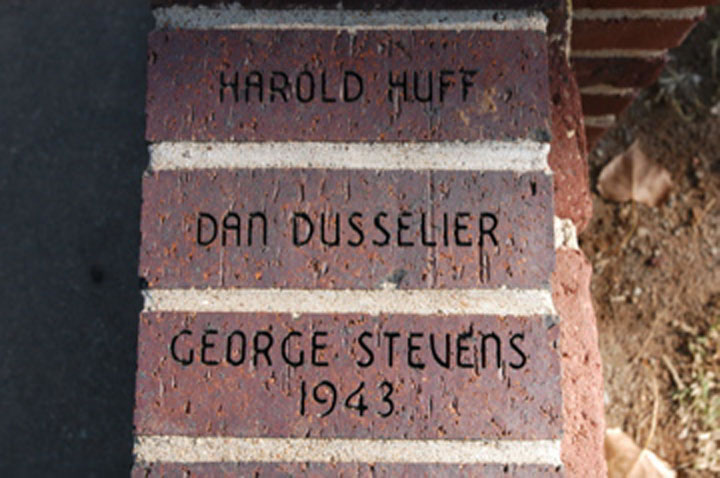 HAROLD HUFF
DAN DUSSELIER
GEORGE STEVENS
1943